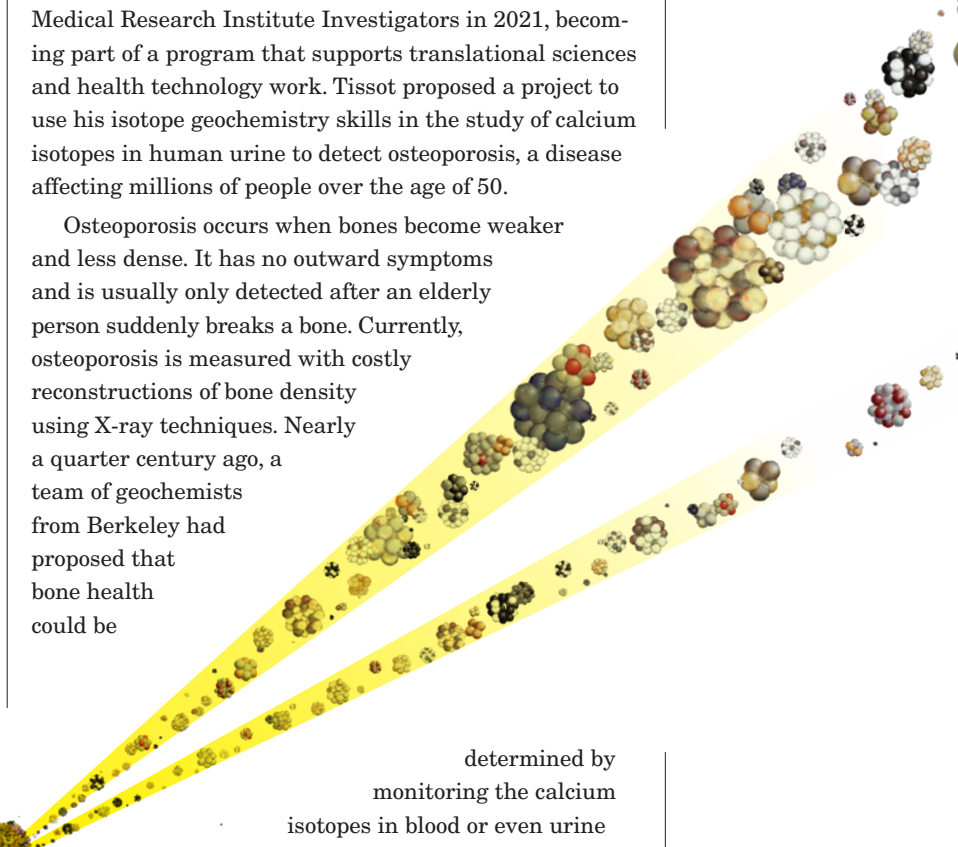 Medical Research Institute Investigators in 2021, becom-
ing part of a program that supports translational sciences
and health technology work. Tissot proposed a project to
use his isotope geochemistry skills in the study of calcium
isotopes in human urine to detect osteoporosis, a disease
affecting millions of people over the age of 50.
Osteoporosis occurs when bones become weaker
and less dense. It has no outward symptoms
and is usually only detected after an elderly
person suddenly breaks a bone. Currently,
osteoporosis is measured with costly
reconstructions of bone density
using X-ray techniques. Nearly
a quarter century ago, a
team of geochemists
from Berkeley had
proposed that
bone health
could be
determined by
monitoring the calcium
isotopes in blood or even urine